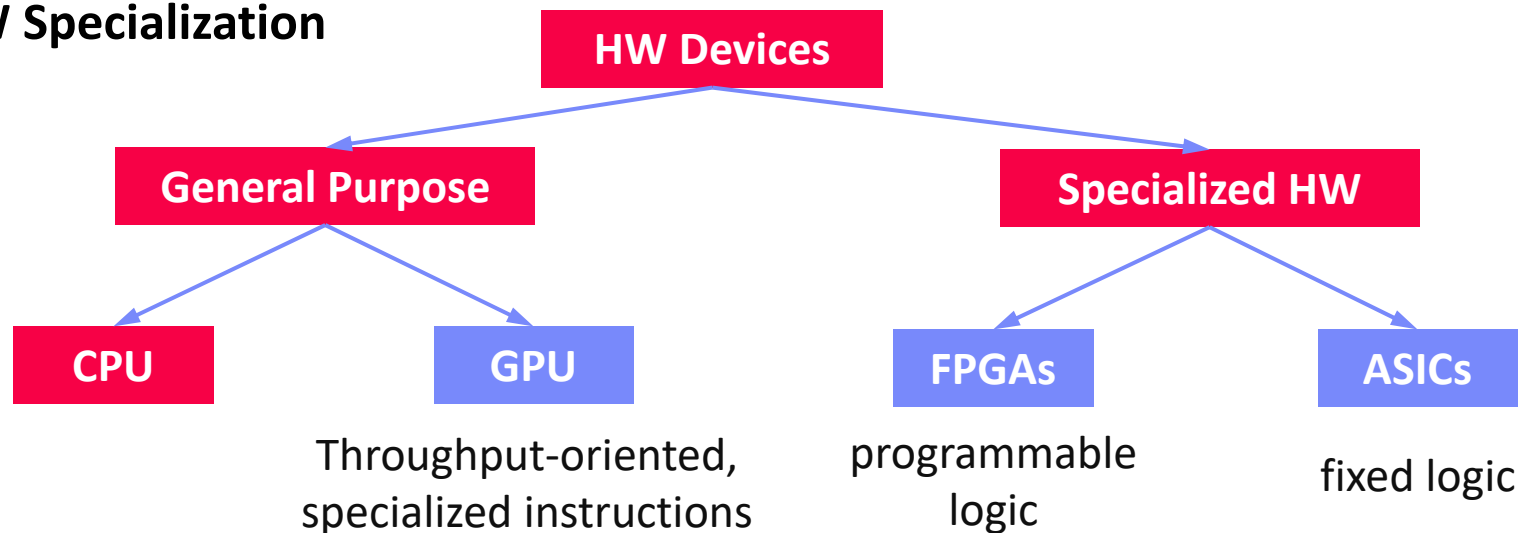 Specialization
HW Devices
General Purpose
Specialized HW
CPU
GPU
FPGAs
ASICs
Throughput-oriented,
specialized instructions
programmable
logic
fixed logic